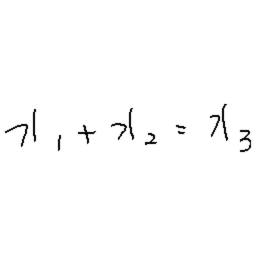 x₁ + x₂ = x₃